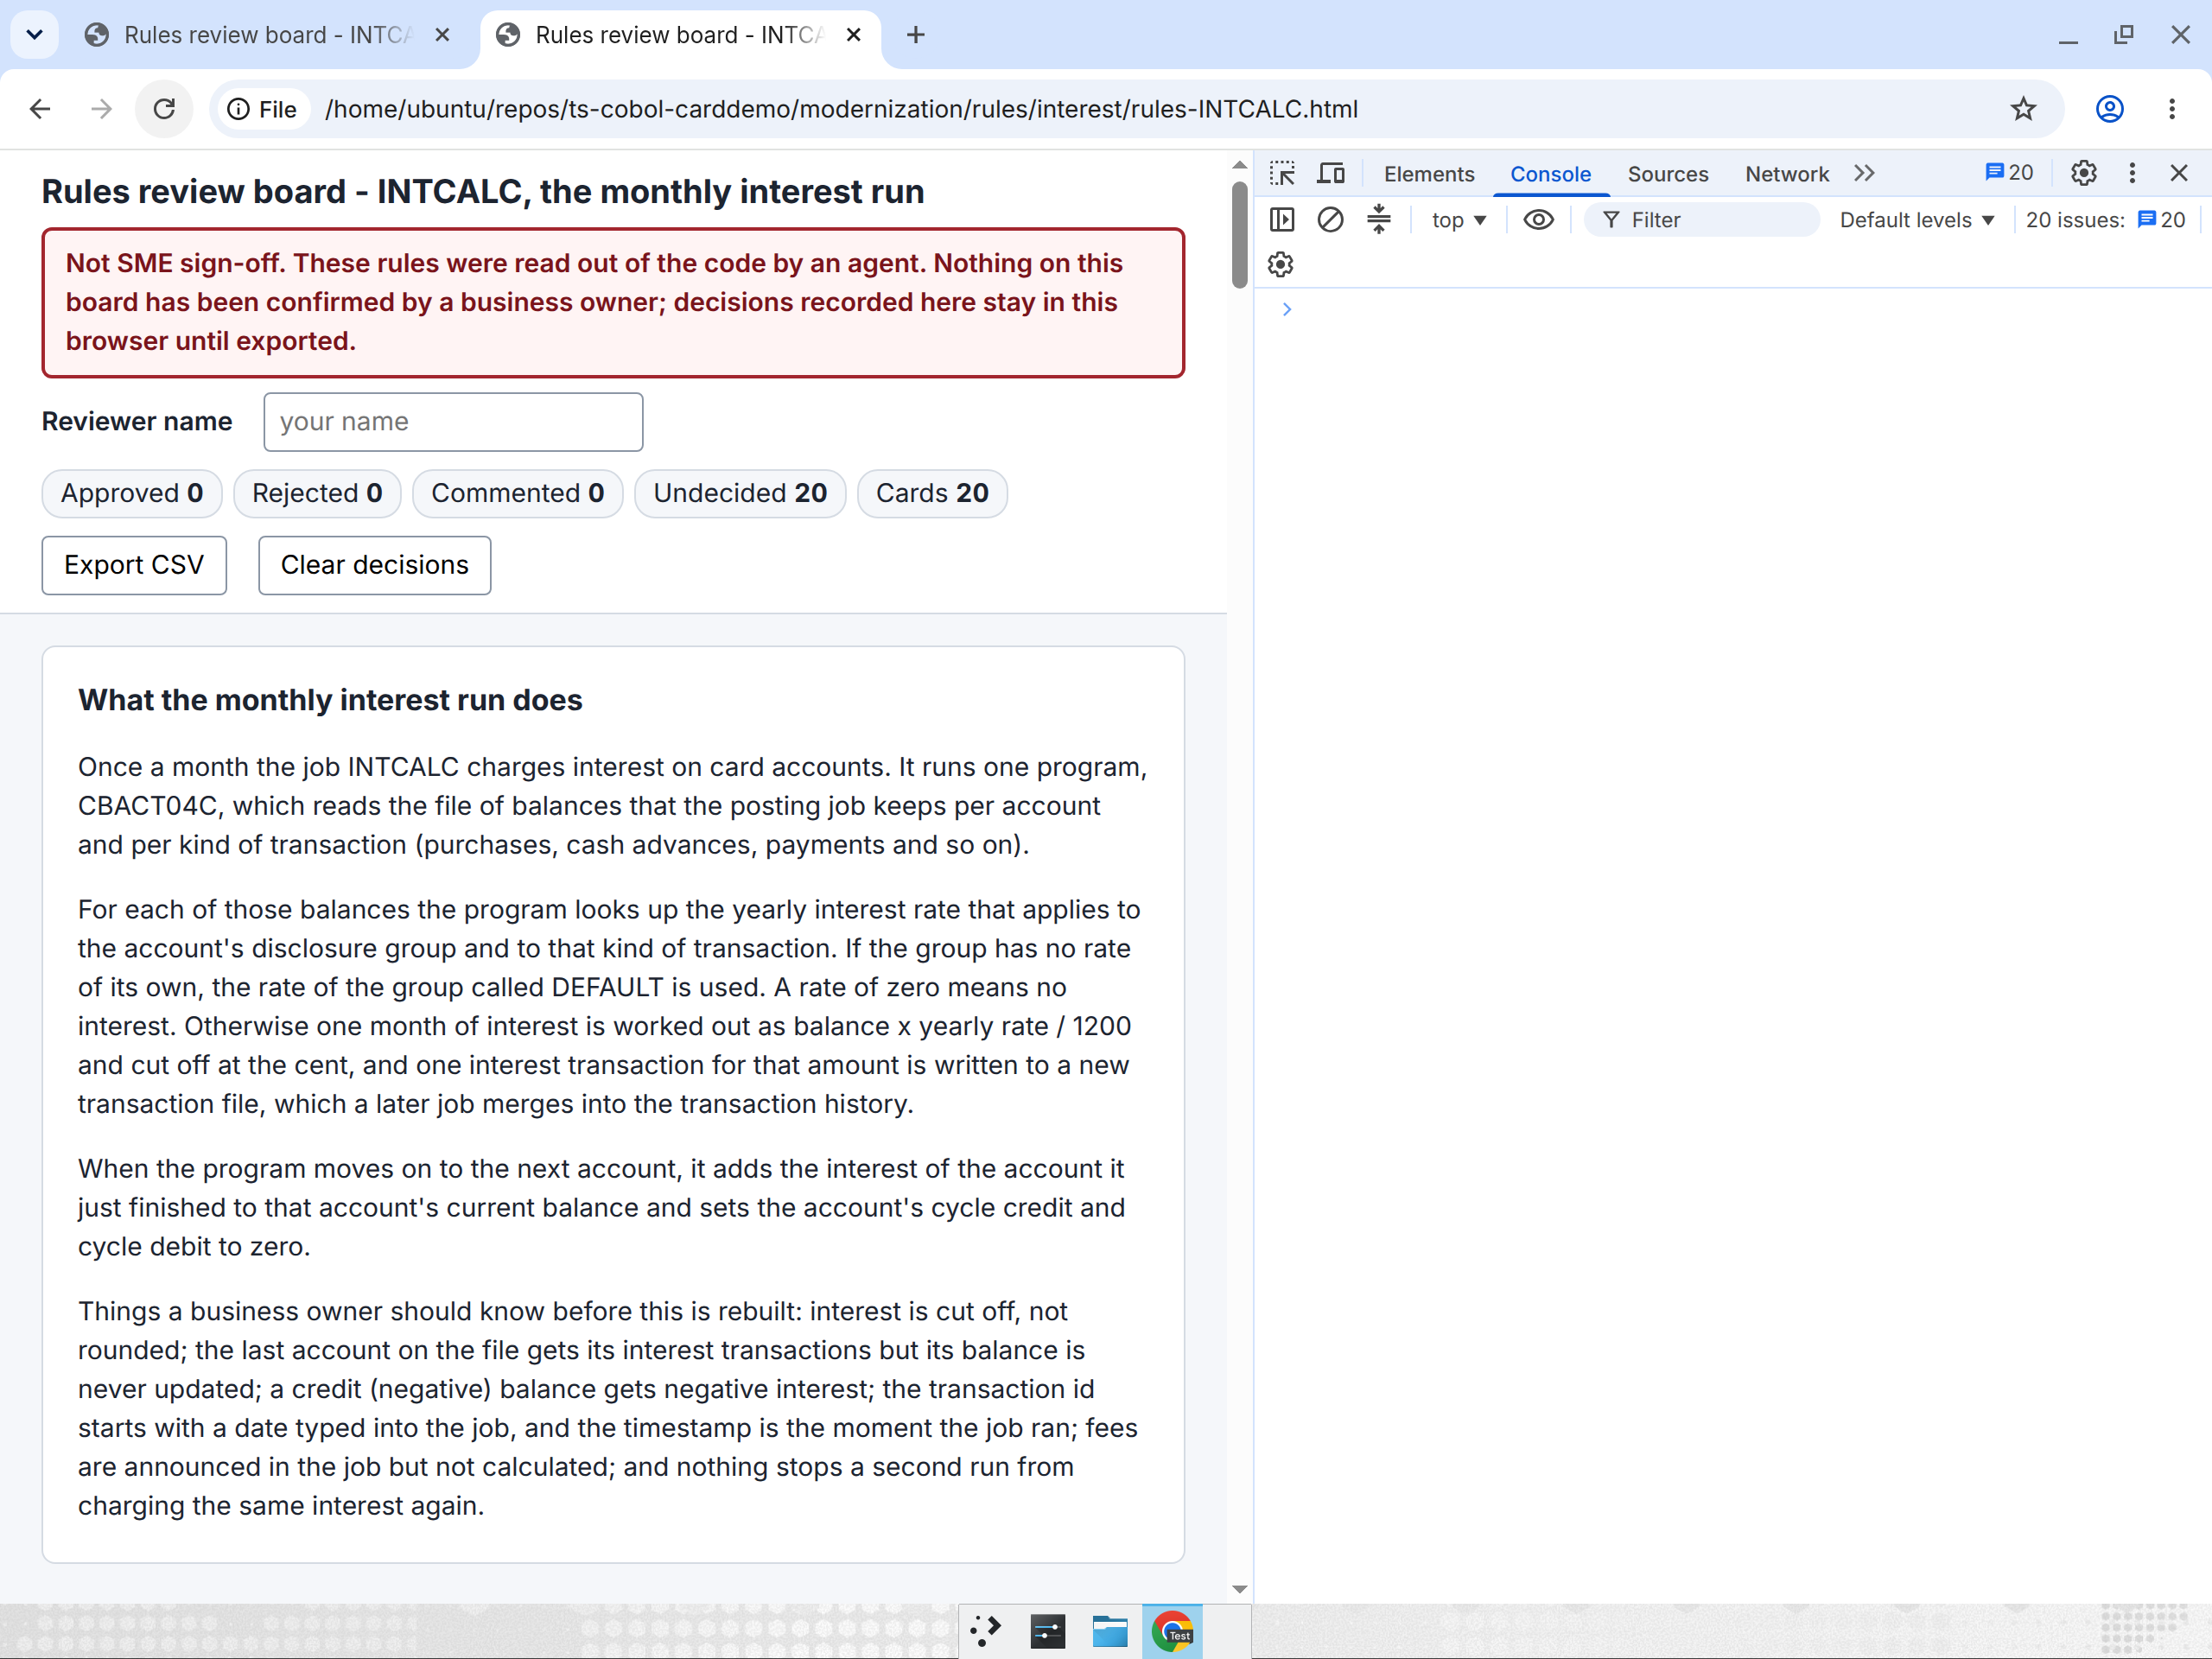 Rules review board - INTCA
Rules review board - INTCA
File
/home/ubuntu/repos/ts-cobol-carddemo/modernization/rules/interest/rules-INTCALC.html
Rules review board - INTCALC, the monthly interest run
Not SME sign-off. These rules were read out of the code by an agent. Nothing on this
board has been confirmed by a business owner; decisions recorded here stay in this
browser until exported.
Reviewer name
your name
Approved 0
Rejected 0
Commented 0
Undecided 20
Cards 20
Export CSV
Clear decisions
What the monthly interest run does
Once a month the job INTCALC charges interest on card accounts. It runs one program,
CBACT04C, which reads the file of balances that the posting job keeps per account
and per kind of transaction (purchases, cash advances, payments and so on).
For each of those balances the program looks up the yearly interest rate that applies to
the account's disclosure group and to that kind of transaction. If the group has no rate
of its own, the rate of the group called DEFAULT is used. A rate of zero means no
interest. Otherwise one month of interest is worked out as balance x yearly rate / 1200
and cut off at the cent, and one interest transaction for that amount is written to a new
transaction file, which a later job merges into the transaction history.
When the program moves on to the next account, it adds the interest of the account it
just finished to that account's current balance and sets the account's cycle credit and
cycle debit to zero.
Things a business owner should know before this is rebuilt: interest is cut off, not
rounded; the last account on the file gets its interest transactions but its balance is
never updated; a credit (negative) balance gets negative interest; the transaction id
starts with a date typed into the job, and the timestamp is the moment the job ran; fees
are announced in the job but not calculated; and nothing stops a second run from
charging the same interest again.
Elements
Console
Sources
Network
20
top
Filter
Default levels
20 issues:
20
Test